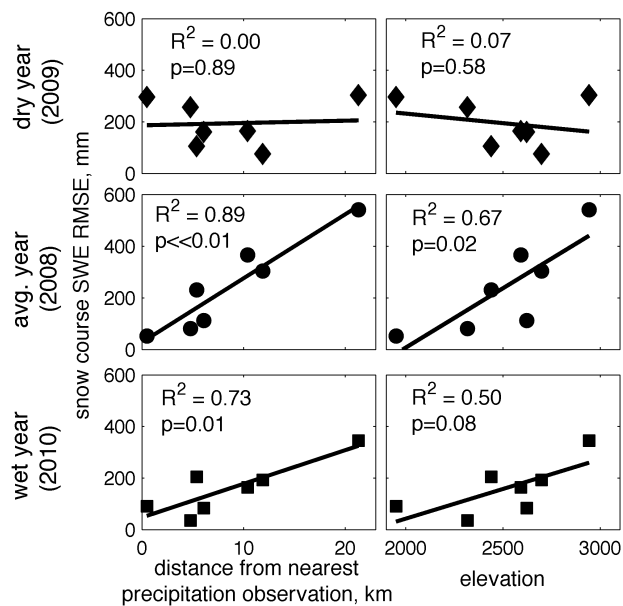 dry year
(2009)
avg. year
(2008)
wet year
(2010)
snow course SWE RMSE, mm
600
400
200
0
R² = 0.00
p=0.89
R² = 0.07
p=0.58
600
400
200
0
R² = 0.89
p<<0.01
R² = 0.67
p=0.02
600
400
200
0
R² = 0.73
p=0.01
R² = 0.50
p=0.08
0 10 20
2000 2500 3000
distance from nearest
precipitation observation, km
elevation